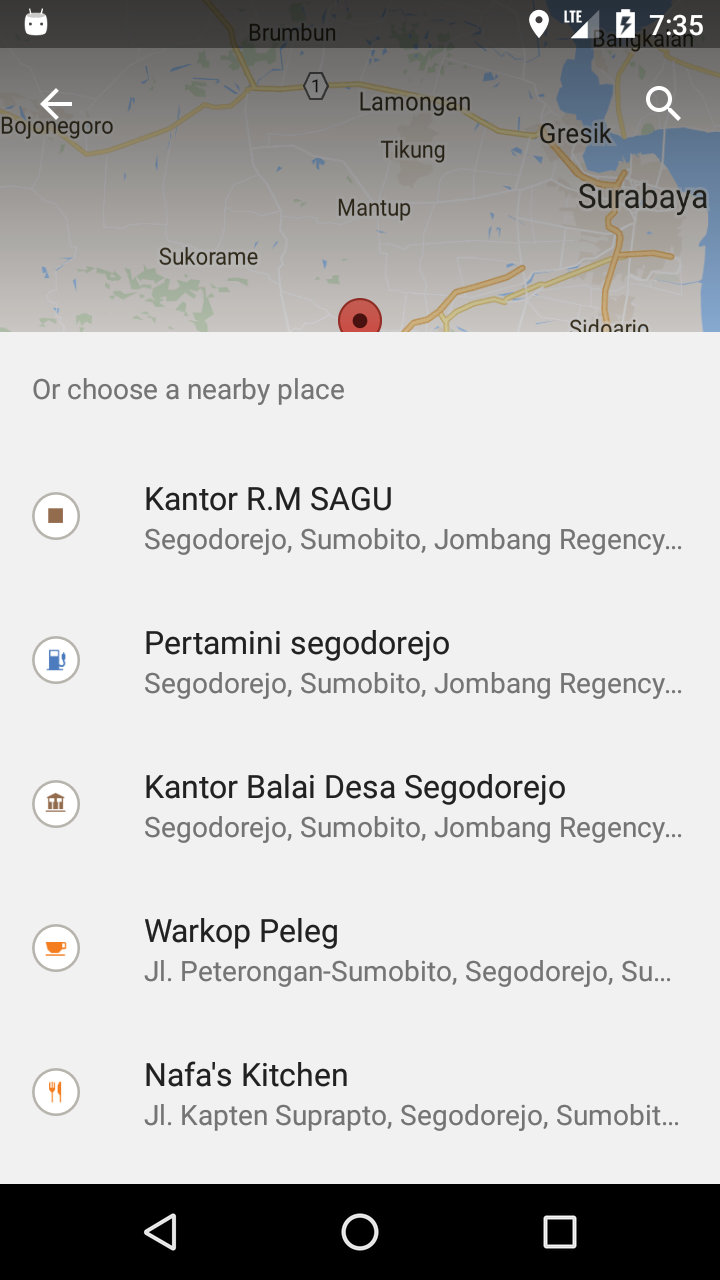 LTE 7:35
Brumbun
Bangkalan
1
Lamongan
Bojonegoro
Gresik
Tikung
Surabaya
Mantup
Sukorame
Sidoarjo
Or choose a nearby place
Kantor R.M SAGU
Segodorejo, Sumobito, Jombang Regency...
Pertamini segodorejo
Segodorejo, Sumobito, Jombang Regency...
Kantor Balai Desa Segodorejo
Segodorejo, Sumobito, Jombang Regency...
Warkop Peleg
Jl. Peterongan-Sumobito, Segodorejo, Su...
Nafa's Kitchen
Jl. Kapten Suprapto, Segodorejo, Sumobit...